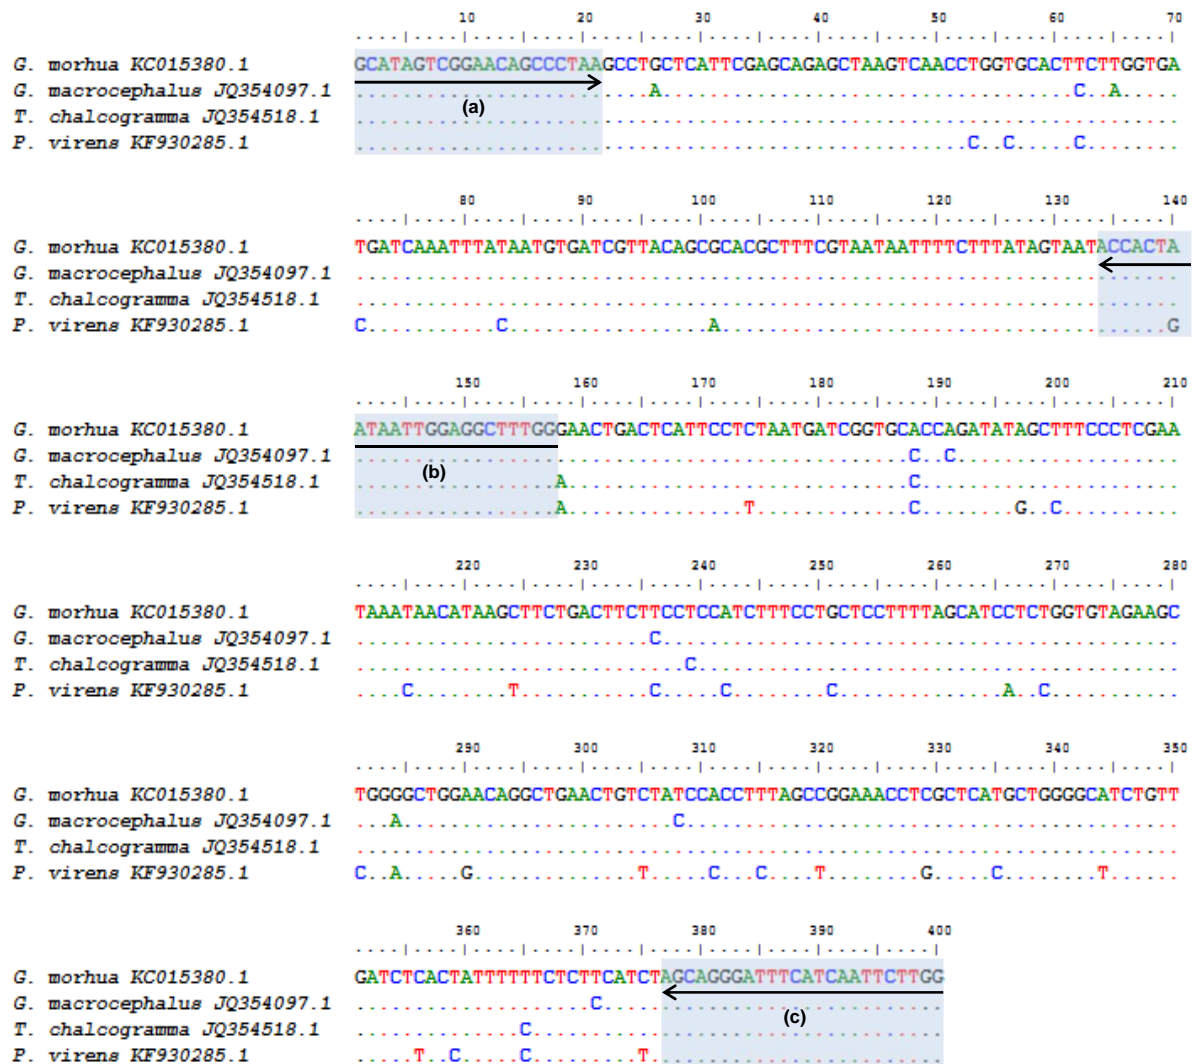 10 20 30 40 50 60 70
....|....|....|....|....|....|....|....|....|....|....|....|....|....|
G. morhua KC015380.1 GCATAGTCGGAACAGCCCTAAGCCTGCTCATTCGAGCAGAGCTAAGTCAACCTGGTGCACTTCTTGGTGA
G. macrocephalus JQ354097.1 .........................A...................................C..A.....
(a)
T. chalcogramma JQ354518.1 ......................................................................
P. virens KF930285.1 ....................................................C..C.....C........
80 90 100 110 120 130 140
....|....|....|....|....|....|....|....|....|....|....|....|....|....|
G. morhua KC015380.1 TGATCAAATTTATAATGTGATCGTTACAGCGCACGCTTTCGTAATAATTTTCTTTATAGTAATACCACTA
G. macrocephalus JQ354097.1 ......................................................................
T. chalcogramma JQ354518.1 ......................................................................
P. virens KF930285.1 C...........C.................A......................................G
150 160 170 180 190 200 210
....|....|....|....|....|....|....|....|....|....|....|....|....|....|
G. morhua KC015380.1 ATAATTGGAGGCTTTGGGAACTGACTCATTCCTCTAATGATCGGTGCACCAGATATAGCTTTCCCTCGAA
G. macrocephalus JQ354097.1 ...............................................C..C...................
(b)
T. chalcogramma JQ354518.1 .................A.............................C......................
P. virens KF930285.1 .................A...............T.............C........G..C..........
220 230 240 250 260 270 280
....|....|....|....|....|....|....|....|....|....|....|....|....|....|
G. morhua KC015380.1 TAAATAACATAAGCTTCTGACTTCTTCCTCCATCTTTCCTGCTCCTTTTAGCATCCTCTGGTGTAGAAGC
G. macrocephalus JQ354097.1 .........................C............................................
T. chalcogramma JQ354518.1 ............................C.........................................
P. virens KF930285.1 ....C........T...........C.....C........C..............A..C...........
290 300 310 320 330 340 350
....|....|....|....|....|....|....|....|....|....|....|....|....|....|
G. morhua KC015380.1 TGGGGCTGGAACAGGCTGAACTGTCTATCCACCTTTAGCCGGAAACCTCGCTCATGCTGGGGCATCTGTT
G. macrocephalus JQ354097.1 ...A.......................C..........................................
T. chalcogramma JQ354518.1 ......................................................................
P. virens KF930285.1 C..A.....G..............T.....C...C....T........G.....C........T......
360 370 380 390 400
....|....|....|....|....|....|....|....|....|....|
G. morhua KC015380.1 GATCTCACTATTTTTTCTCTTCATCTAGCAGGGATTTCATCAATTCTTGG
G. macrocephalus JQ354097.1 ....................C.............................
(c)
T. chalcogramma JQ354518.1 ..............C...................................
P. virens KF930285.1 .....T..C.....C.........T.........................